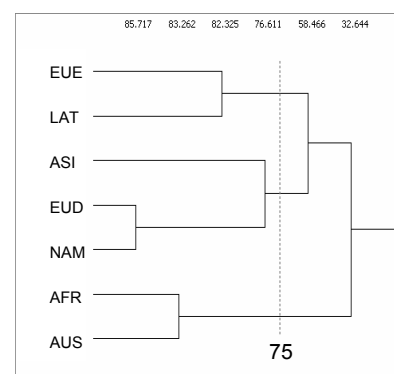 85.717 83.262 82.325 76.611 58.466 32.644
EUE
LAT
ASI
EUD
NAM
AFR
AUS
75